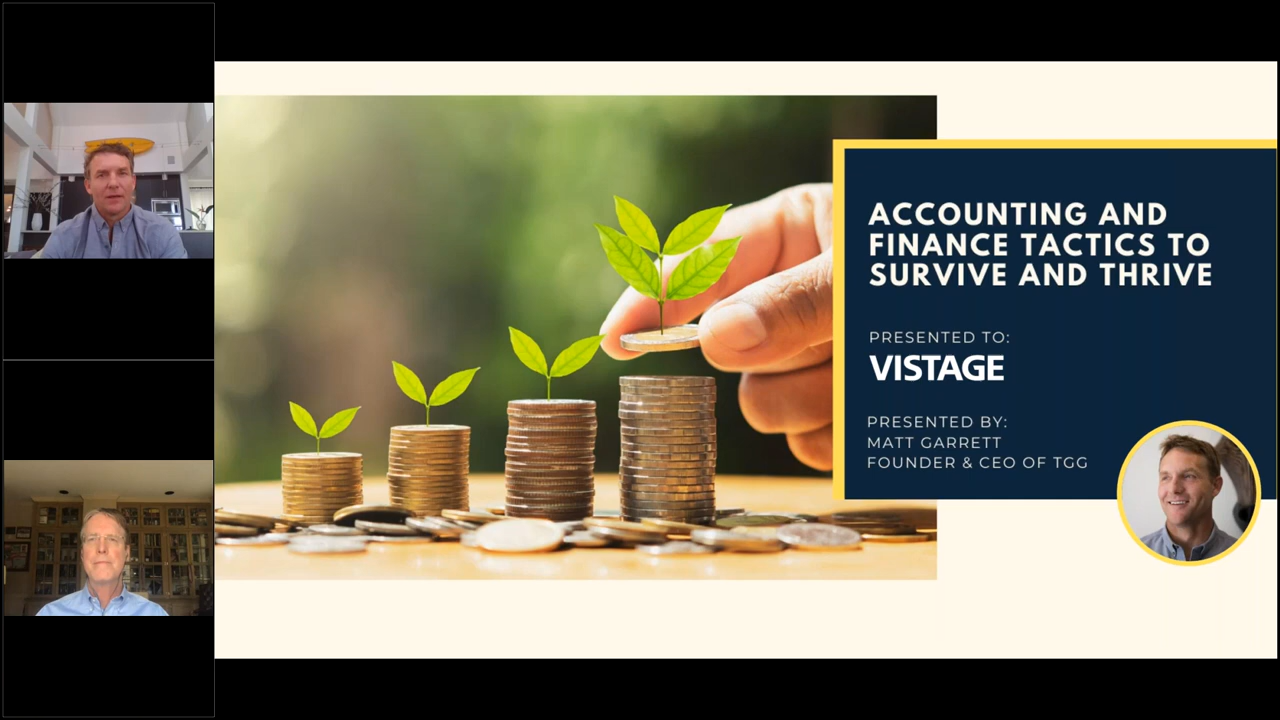 ACCOUNTING AND
FINANCE TACTICS TO
SURVIVE AND THRIVE
PRESENTED TO:
VISTAGE
PRESENTED BY:
MATT GARRETT
FOUNDER & CEO OF TGG